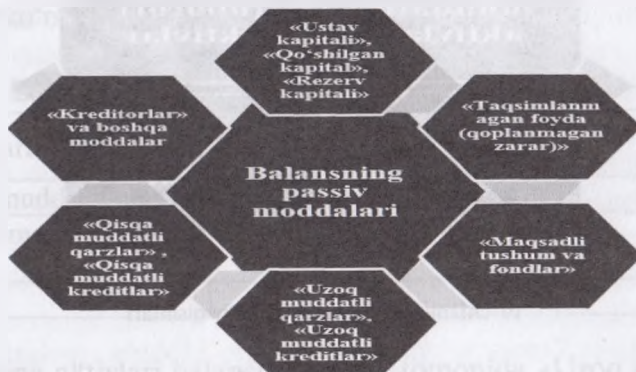 «Ustav
kapitali»,
«Qo‘shilgan
kapital»,
«Rezerv
kapitali»
«Taqsimlanm
agan foyda
(qoplanmagan
zarar)»
«Maqsadli
tushum va
fondlar»
«Uzoq
muddatli
qarzlar»,
«Uzoq
muddatli
kreditlar»
«Qisqa
muddatli
qarzlar» ,
«Qisqa
muddatli
kreditlar»
«Kreditorlar»
va boshqa
moddalar
Balansning
passiv
moddalari